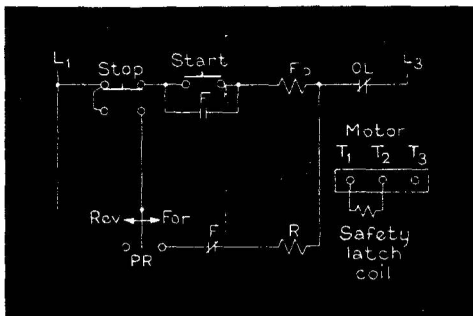 L1
Stop
Start
F
OL
L3
F
Motor
T1 T2 T3
Rev
For
F
R
PR
Safety
latch
coil